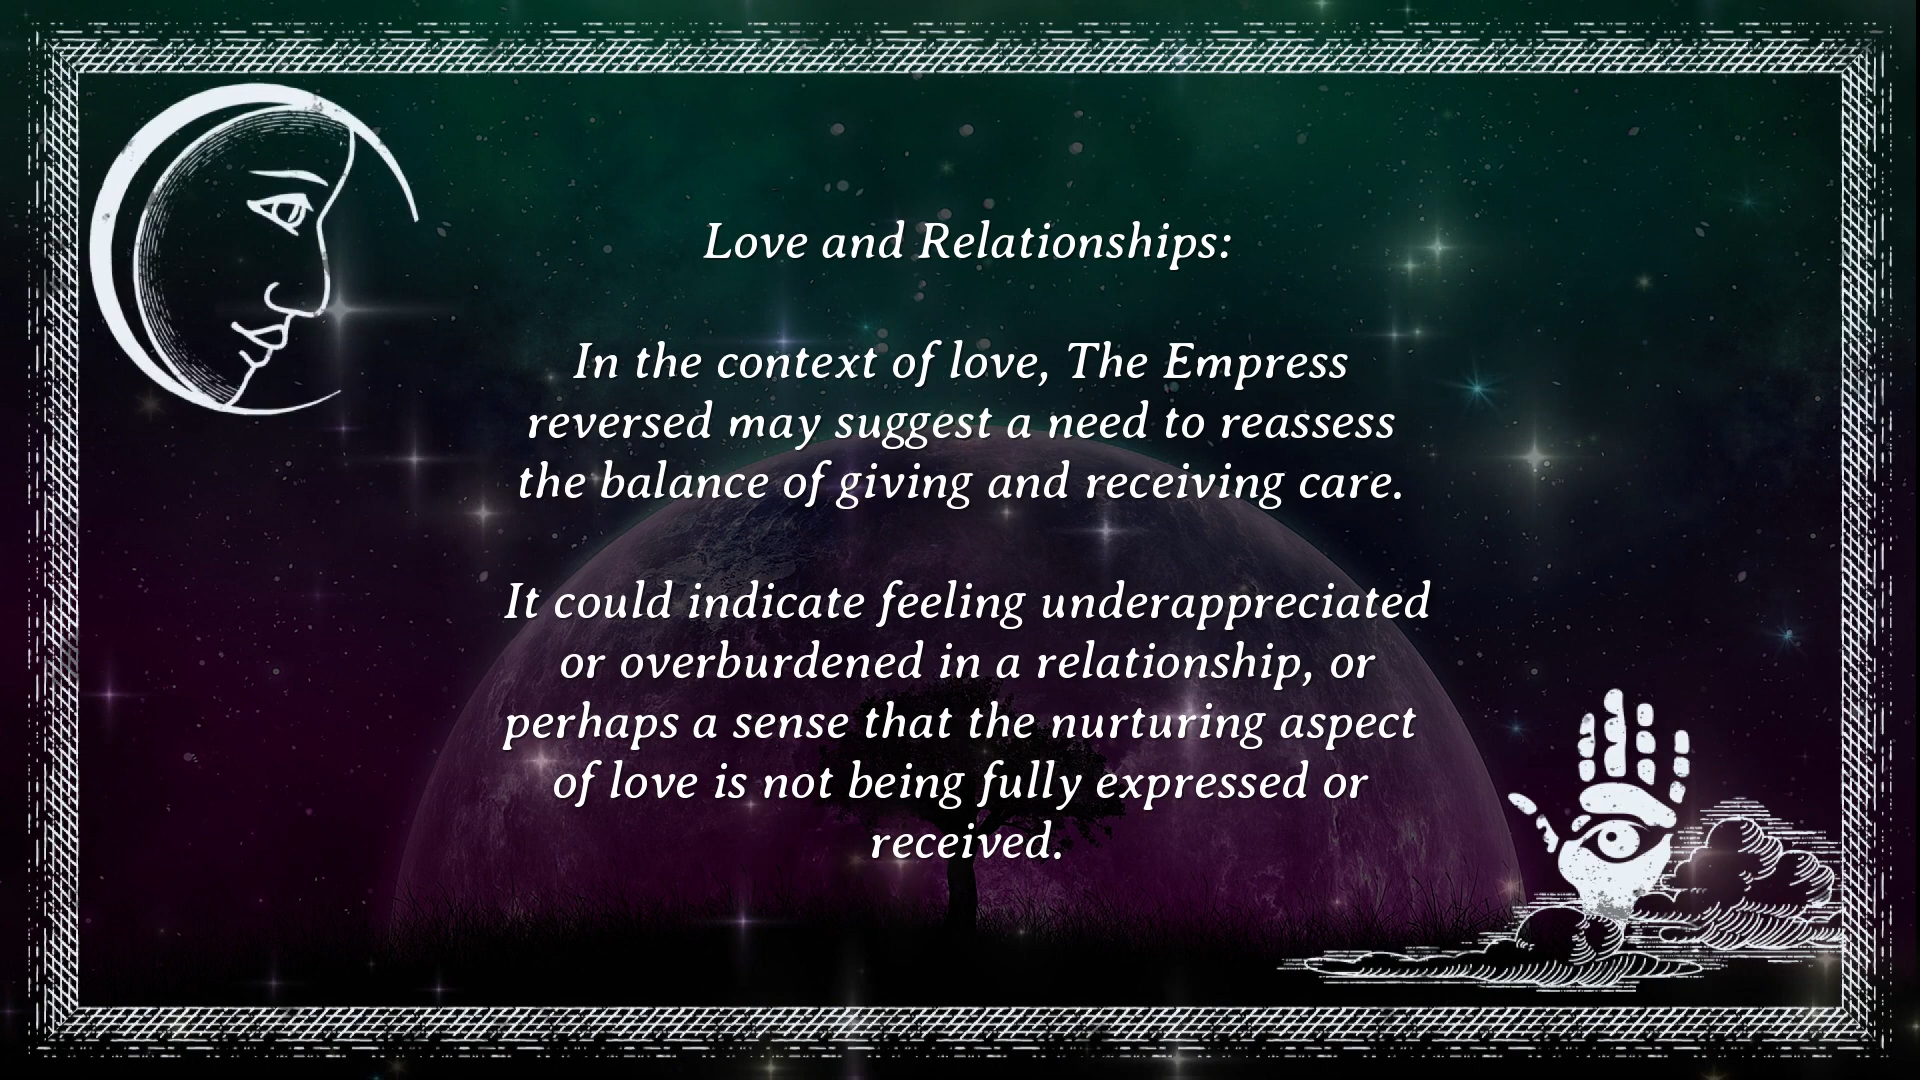 Love and Relationships:
In the context of love, The Empress
reversed may suggest a need to reassess
the balance of giving and receiving care.
It could indicate feeling underappreciated
or overburdened in a relationship, or
perhaps a sense that the nurturing aspect
of love is not being fully expressed or
received.